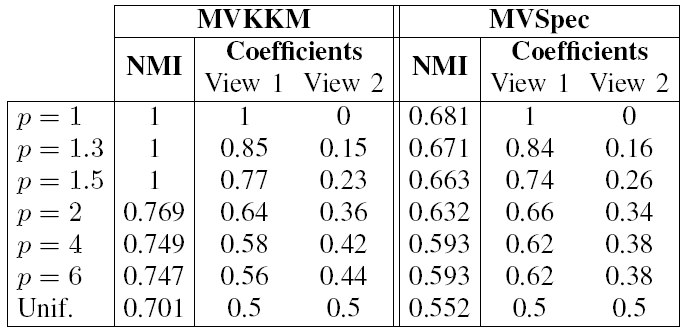 MVKKM MVSpec
NMI Coefficients NMI Coefficients
View 1 View 2 View 1 View 2
p = 1 1 1 0 0.681 1 0
p = 1.3 1 0.85 0.15 0.671 0.84 0.16
p = 1.5 1 0.77 0.23 0.663 0.74 0.26
p = 2 0.769 0.64 0.36 0.632 0.66 0.34
p = 4 0.749 0.58 0.42 0.593 0.62 0.38
p = 6 0.747 0.56 0.44 0.593 0.62 0.38
Unif. 0.701 0.5 0.5 0.552 0.5 0.5